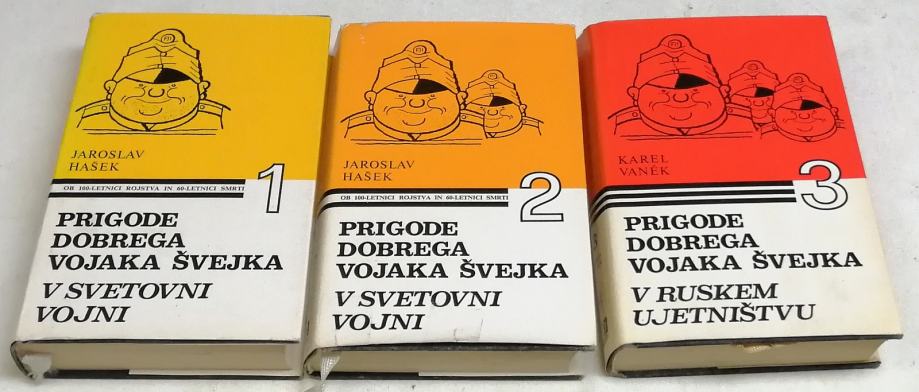 JAROSLAV
HAŠEK
OB 100-LETNICI ROJSTVA IN 60-LETNICI SMRTI
1
PRIGODE
DOBREGA
VOJAKA ŠVEJKA
V SVETOVNI
VOJNI
JAROSLAV
HAŠEK
OB 100-LETNICI ROJSTVA IN 60-LETNICI SMRTI
2
PRIGODE
DOBREGA
VOJAKA ŠVEJKA
V SVETOVNI
VOJNI
KAREL
VANĚK
3
PRIGODE
DOBREGA
VOJAKA ŠVEJKA
V RUSKEM
UJETNIŠTVU